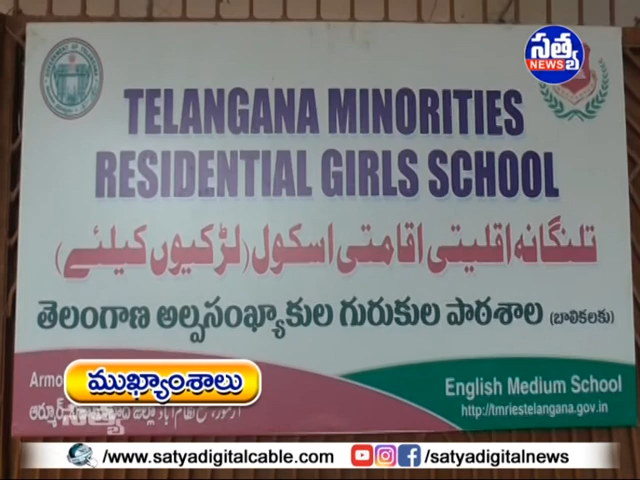 సత్య
NEWS
TELANGANA MINORITIES
RESIDENTIAL GIRLS SCHOOL
تلنگانہ اقلیتی اقامتی اسکول (لڑکیوں کیلئے)
తెలంగాణ అల్పసంఖ్యాకుల గురుకుల పాఠశాల (బాలికలకు)
ముఖ్యాంశాలు
English Medium School
http://tmriestelangana.gov.in
www.satyadigitalcable.com
/satyadigitalnews